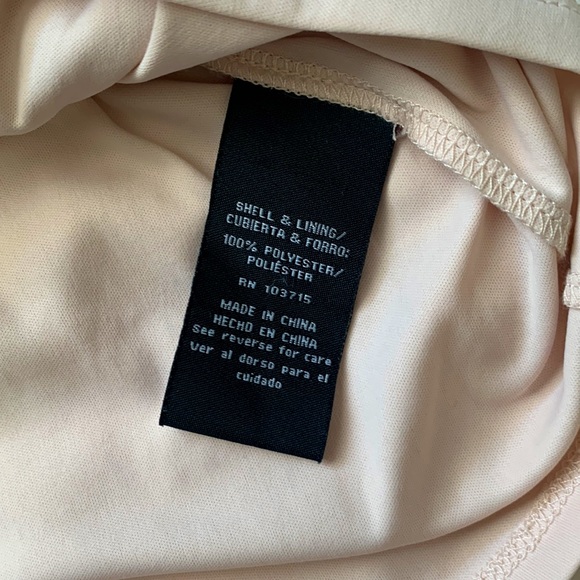 SHELL & LINING/
CUBIERTA & FORRO:
100% POLYESTER/
POLIÉSTER
RN 103715
MADE IN CHINA
HECHO EN CHINA
See reverse for care
Ver al dorso para el
cuidado